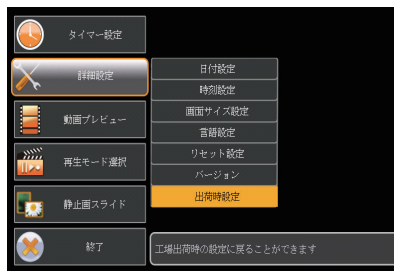 タイマー設定
詳細設定
動画プレビュー
再生モード選択
静止画スライド
終了
日付設定
時刻設定
画面サイズ設定
言語設定
リセット設定
バージョン
出荷時設定
工場出荷時の設定に戻ることができます